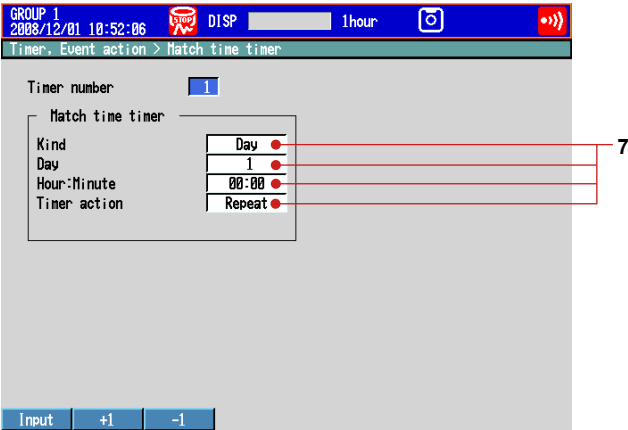 GROUP 1
2008/12/01 10:52:06
STOP
DISP
1hour
Timer, Event action > Match time timer
Timer number 1
Match time timer
Kind Day
Day 1
Hour:Minute 00:00
Timer action Repeat
7
Input +1 -1